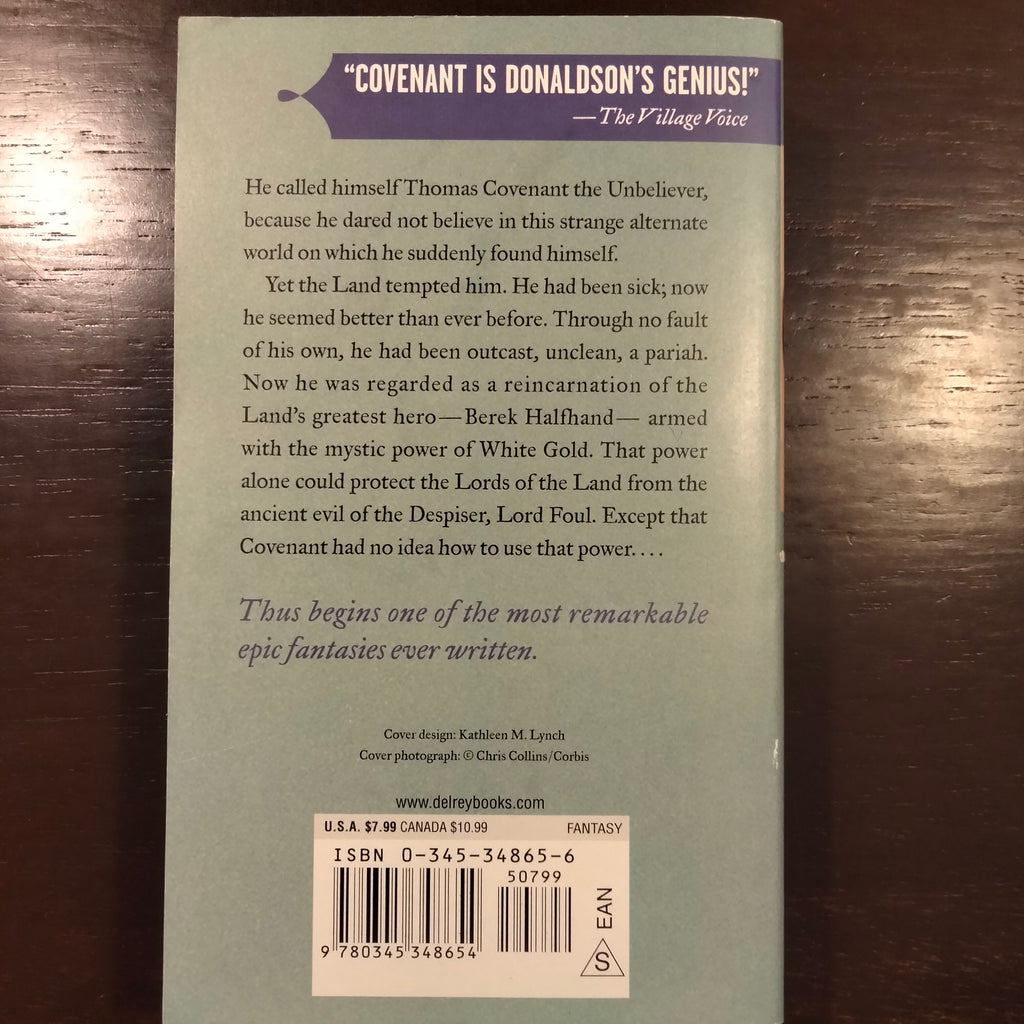 “COVENANT IS DONALDSON’S GENIUS!”
—The Village Voice
He called himself Thomas Covenant the Unbeliever,
because he dared not believe in this strange alternate
world on which he suddenly found himself.
Yet the Land tempted him. He had been sick; now
he seemed better than ever before. Through no fault
of his own, he had been outcast, unclean, a pariah.
Now he was regarded as a reincarnation of the
Land’s greatest hero—Berek Halfhand— armed
with the mystic power of White Gold. That power
alone could protect the Lords of the Land from the
ancient evil of the Despiser, Lord Foul. Except that
Covenant had no idea how to use that power. . . .
Thus begins one of the most remarkable
epic fantasies ever written.
Cover design: Kathleen M. Lynch
Cover photograph: © Chris Collins/Corbis
www.delreybooks.com
U.S.A. $7.99 CANADA $10.99 FANTASY
ISBN 0-345-34865-6
50799
9 780345 348654
EAN
S